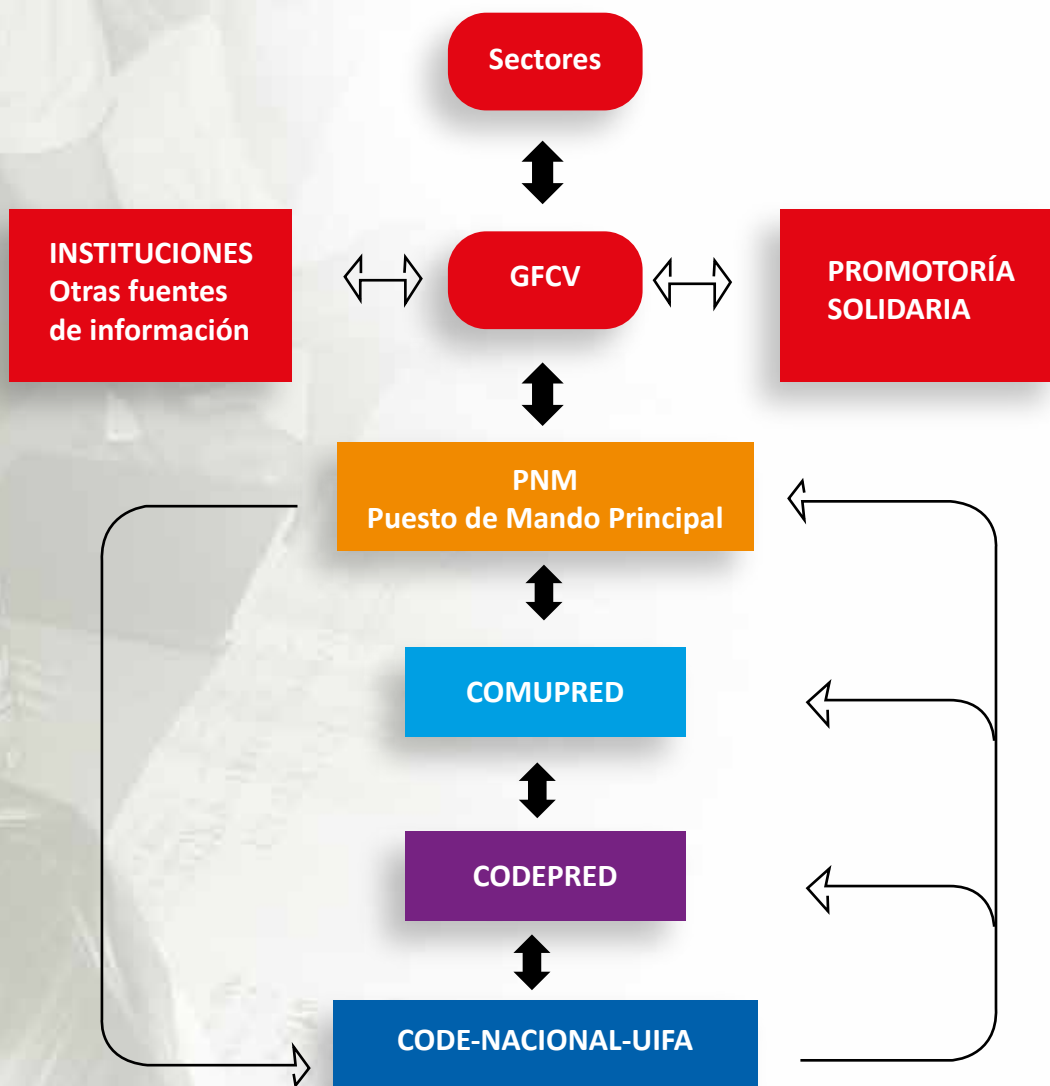 Sectores
INSTITUCIONES
Otras fuentes
de información
GFCV
PROMOTORÍA
SOLIDARIA
PNM
Puesto de Mando Principal
COMUPRED
CODEPRED
CODE-NACIONAL-UIFA